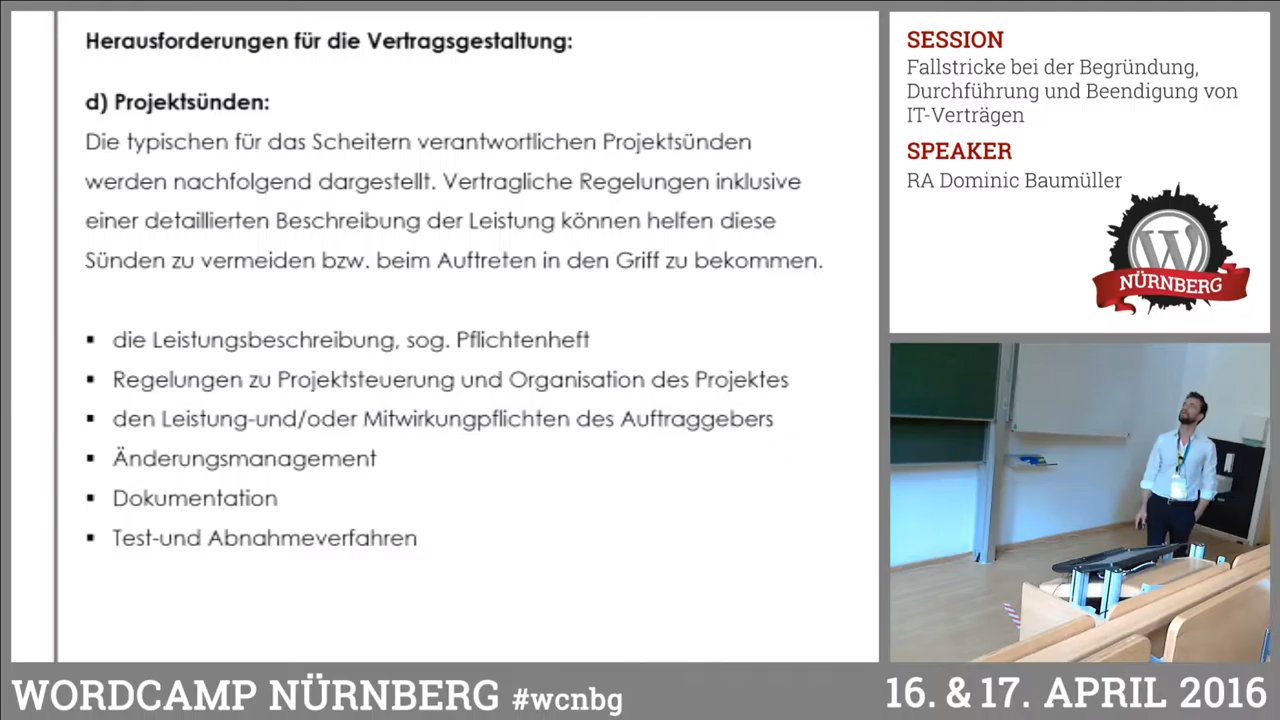 Herausforderungen für die Vertragsgestaltung:
d) Projektsünden:
Die typischen für das Scheitern verantwortlichen Projektsünden
werden nachfolgend dargestellt. Vertragliche Regelungen inklusive
einer detaillierten Beschreibung der Leistung können helfen diese
Sünden zu vermeiden bzw. beim Auftreten in den Griff zu bekommen.
▪ die Leistungsbeschreibung, sog. Pflichtenheft
▪ Regelungen zu Projektsteuerung und Organisation des Projektes
▪ den Leistung-und/oder Mitwirkungpflichten des Auftraggebers
▪ Änderungsmanagement
▪ Dokumentation
▪ Test-und Abnahmeverfahren
SESSION
Fallstricke bei der Begründung,
Durchführung und Beendigung von
IT-Verträgen
SPEAKER
RA Dominic Baumüller
W
NÜRNBERG
WORDCAMP NÜRNBERG #wcnbg
16. & 17. APRIL 2016